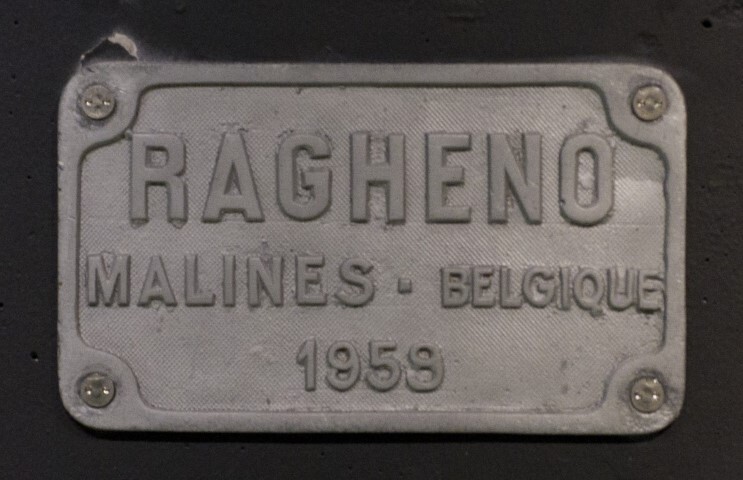 RAGHENO
MALINES · BELGIQUE
1959